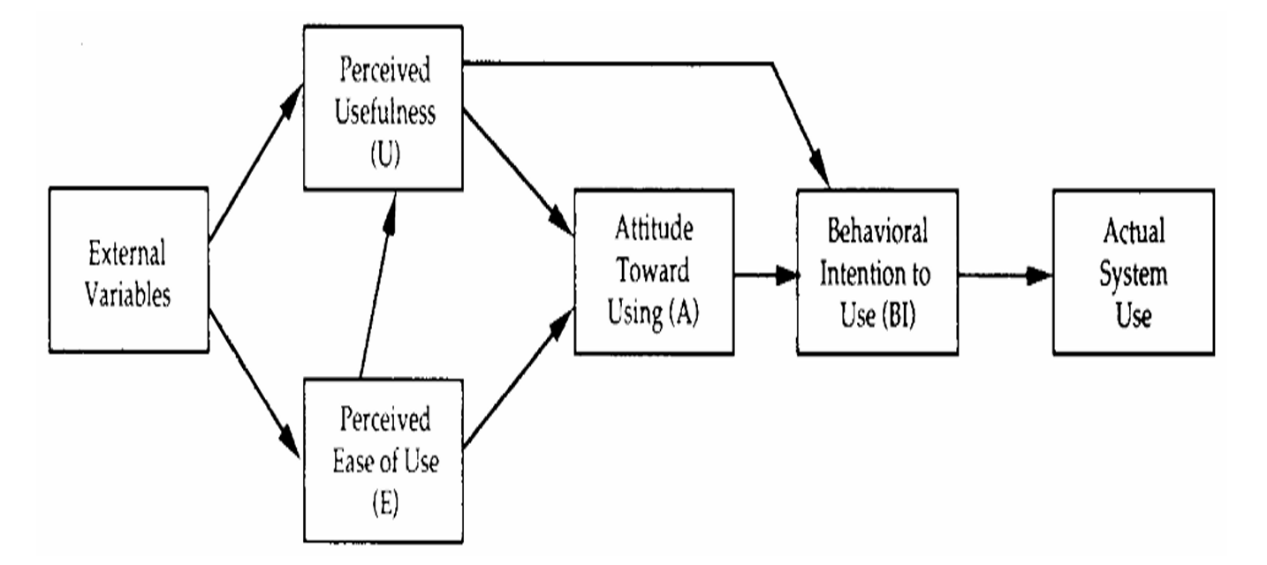 Perceived
Usefulness
(U)
External
Variables
Perceived
Ease of Use
(E)
Attitude
Toward
Using (A)
Behavioral
Intention to
Use (BI)
Actual
System
Use